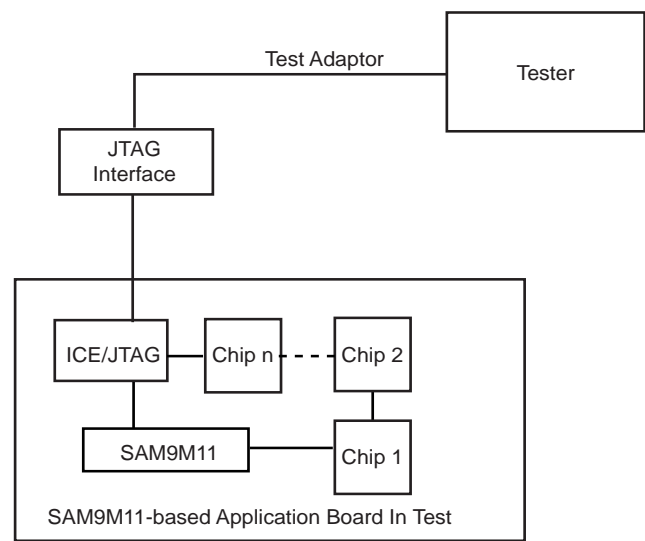 Test Adaptor
Tester
JTAG
Interface
ICE/JTAG
Chip n
Chip 2
SAM9M11
Chip 1
SAM9M11-based Application Board In Test